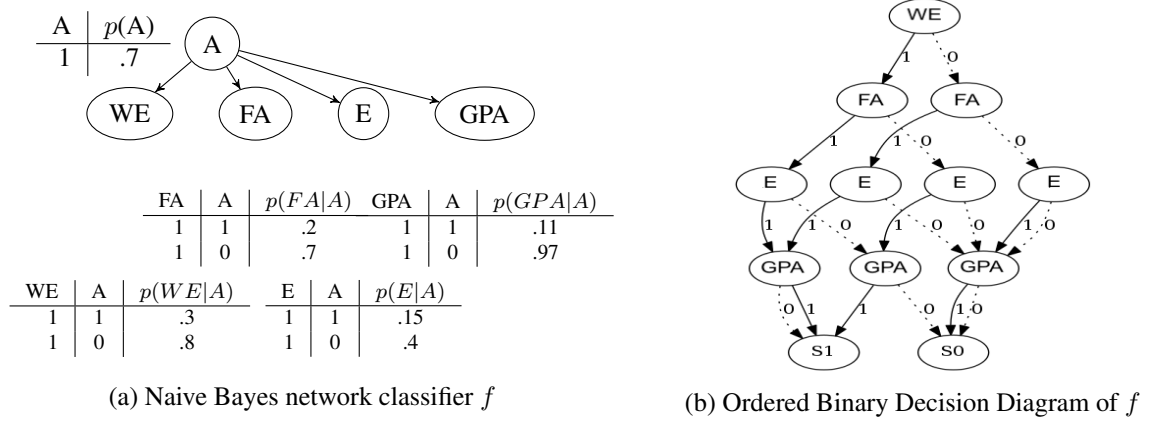 A p(A)
1 .7
A
WE FA E GPA
FA A p(FA|A) GPA A p(GPA|A)
1 1 .2 1 1 .11
1 0 .7 1 0 .97
WE A p(WE|A) E A p(E|A)
1 1 .3 1 1 .15
1 0 .8 1 0 .4
(a) Naive Bayes network classifier f
WE
1 0
FA FA
1 1 0 0
E E E E
1 1 0 1 0 0 1 0
GPA GPA GPA
0 1 1 0 1 0
S1 S0
(b) Ordered Binary Decision Diagram of f